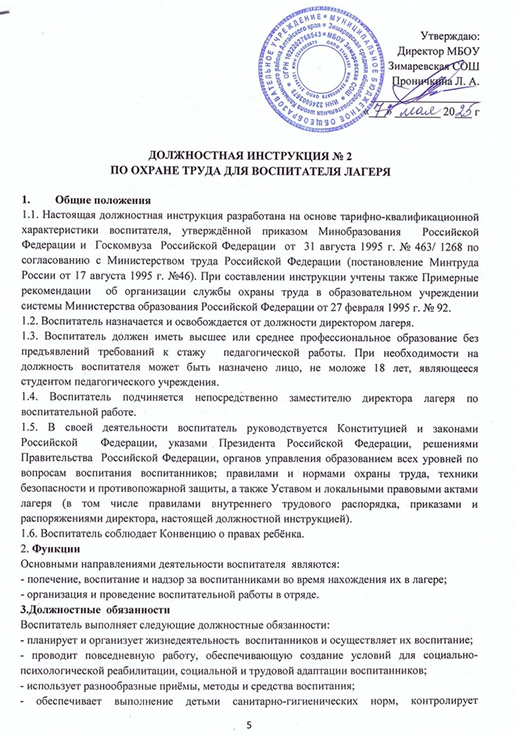 Утверждаю:
Директор МБОУ
Зимаревская СОШ
Проничкина Л. А.
мая 2025 г
ДОЛЖНОСТНАЯ ИНСТРУКЦИЯ № 2
ПО ОХРАНЕ ТРУДА ДЛЯ ВОСПИТАТЕЛЯ ЛАГЕРЯ
1. Общие положения
1.1. Настоящая должностная инструкция разработана на основе тарифно-квалификационной
характеристики воспитателя, утверждённой приказом Минобразования Российской
Федерации и Госкомвуза Российской Федерации от 31 августа 1995 г. № 463/ 1268 по
согласованию с Министерством труда Российской Федерации (постановление Минтруда
России от 17 августа 1995 г. №46). При составлении инструкции учтены также Примерные
рекомендации об организации службы охраны труда в образовательном учреждении
системы Министерства образования Российской Федерации от 27 февраля 1995 г. № 92.
1.2. Воспитатель назначается и освобождается от должности директором лагеря.
1.3. Воспитатель должен иметь высшее или среднее профессиональное образование без
предъявлений требований к стажу педагогической работы. При необходимости на
должность воспитателя может быть назначено лицо, не моложе 18 лет, являющееся
студентом педагогического учреждения.
1.4. Воспитатель подчиняется непосредственно заместителю директора лагеря по
воспитательной работе.
1.5. В своей деятельности воспитатель руководствуется Конституцией и законами
Российской Федерации, указами Президента Российской Федерации, решениями
Правительства Российской Федерации, органов управления образованием всех уровней по
вопросам воспитания воспитанников; правилами и нормами охраны труда, техники
безопасности и противопожарной защиты, а также Уставом и локальными правовыми актами
лагеря (в том числе правилами внутреннего трудового распорядка, приказами и
распоряжениями директора, настоящей должностной инструкцией).
1.6. Воспитатель соблюдает Конвенцию о правах ребёнка.
2. Функции
Основными направлениями деятельности воспитателя являются:
- попечение, воспитание и надзор за воспитанниками во время нахождения их в лагере;
- организация и проведение воспитательной работы в отряде.
3.Должностные обязанности
Воспитатель выполняет следующие должностные обязанности:
- планирует и организует жизнедеятельность воспитанников и осуществляет их воспитание;
- проводит повседневную работу, обеспечивающую создание условий для социально-
психологической реабилитации, социальной и трудовой адаптации воспитанников;
- использует разнообразные приёмы, методы и средства воспитания;
- обеспечивает выполнение детьми санитарно-гигиенических норм, контролирует
5